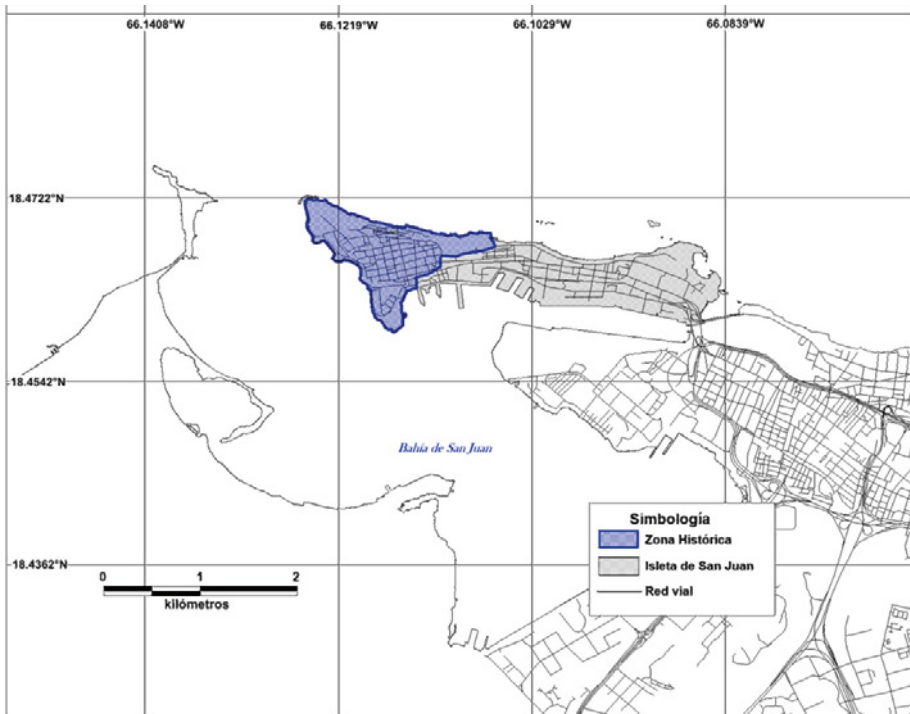 66.1408°W
66.1219°W
66.1029°W
66.0839°W
18.4722°N
18.4542°N
Bahía de San Juan
18.4362°N
Simbología
Zona Histórica
Isleta de San Juan
Red vial
0 1 2
kilómetros